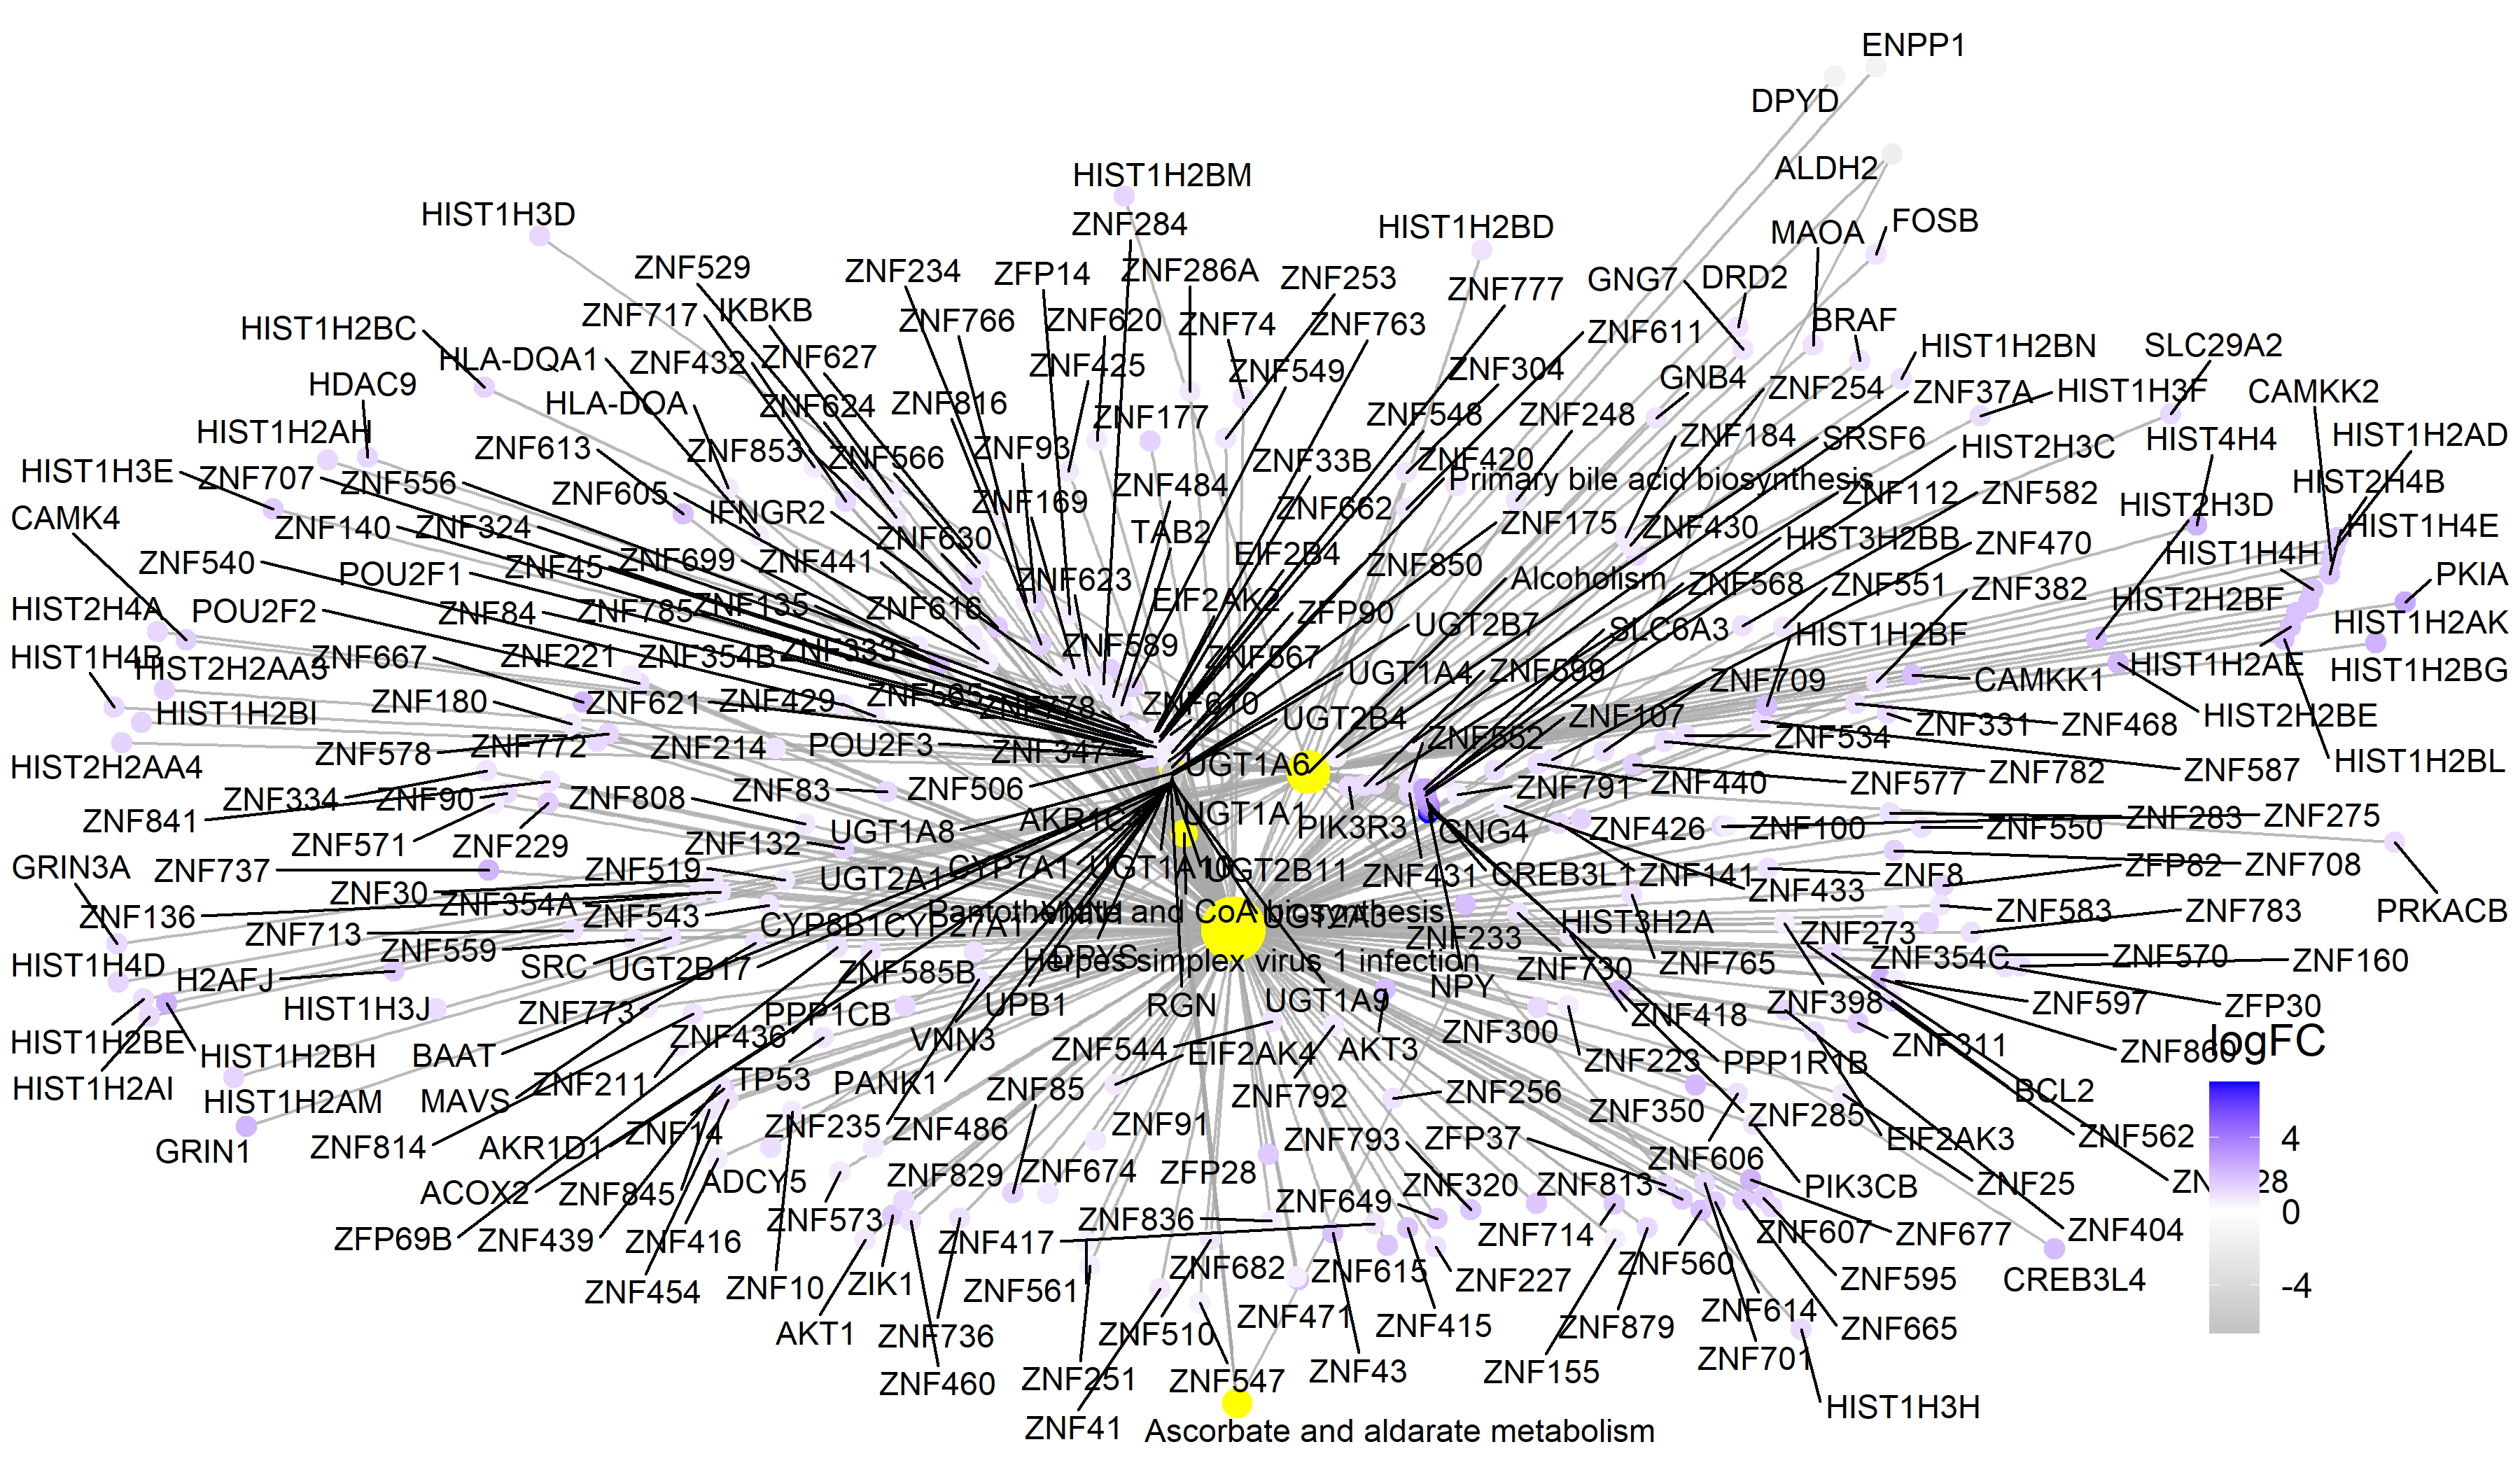 ENPP1
DPYD
ALDH2
HIST1H2BM
HIST1H3D
ZNF284
HIST1H2BD
FOSB
MAOA
ZNF529
ZNF234
ZFP14
ZNF286A
ZNF253
ZNF777
GNG7
DRD2
ZNF717
IKBKB
ZNF766
ZNF620
ZNF74
ZNF763
ZNF611
BRAF
HIST1H2BC
HLA-DQA1
ZNF432
ZNF627
ZNF425
ZNF549
ZNF304
GNB4
ZNF254
HIST1H2BN
SLC29A2
HDAC9
HLA-DOA
ZNF624
ZNF816
ZNF177
ZNF548
ZNF248
ZNF37A
HIST1H3F
CAMKK2
HIST1H2AH
ZNF613
ZNF853
ZNF566
ZNF93
ZNF33B
ZNF420
ZNF184
SRSF6
HIST2H3C
HIST4H4
HIST1H2AD
HIST1H3E
ZNF707
ZNF556
ZNF605
ZNF169
ZNF484
Primary bile acid biosynthesis
ZNF112
ZNF582
HIST2H3D
HIST2H4B
CAMK4
ZNF140
ZNF324
IFNGR2
ZNF630
TAB2
ZNF662
ZNF175
ZNF430
HIST3H2BB
ZNF470
HIST1H4H
HIST1H4E
ZNF540
POU2F1
ZNF45
ZNF699
ZNF441
ZNF623
EIF2B4
ZNF850
Alcoholism
ZNF568
ZNF551
ZNF382
HIST2H2BF
PKIA
HIST2H4A
POU2F2
ZNF84
ZNF785
ZNF135
ZNF616
EIF2AK2
ZFP90
UGT2B7
SLC6A3
HIST1H2BF
HIST1H2AK
HIST1H4B
HIST2H2AA3
ZNF667
ZNF221
ZNF354B
ZNF333
ZNF589
ZNF567
UGT1A4
ZNF599
ZNF709
CAMKK1
HIST1H2AE
HIST1H2BG
HIST1H2BI
ZNF180
ZNF621
ZNF429
ZNF565
ZNF778
ZNF610
UGT2B4
ZNF107
ZNF331
ZNF468
HIST2H2BE
HIST2H2AA4
ZNF578
ZNF772
ZNF214
POU2F3
ZNF347
UGT1A6
ZNF552
ZNF534
ZNF587
HIST1H2BL
ZNF841
ZNF334
ZNF90
ZNF808
ZNF83
ZNF506
UGT1A1
ZNF791
ZNF440
ZNF577
ZNF782
ZNF571
ZNF229
ZNF132
UGT1A8
PIK3R3
GNG4
ZNF426
ZNF100
ZNF283
ZNF550
ZNF275
GRIN3A
ZNF737
ZNF30
ZNF519
UGT2A1
CYP7A1
UGT1A10
UGT2B11
ZNF431
CREB3L1
ZNF141
ZNF433
ZNF8
ZFP82
ZNF708
ZNF136
ZNF354A
ZNF543
CYP8B1
CYP27A1
Pantothenate and CoA biosynthesis
UGT2A3
HIST3H2A
ZNF273
ZNF583
ZNF783
PRKACB
HIST1H4D
ZNF713
ZNF559
SRC
UGT2B17
ZNF585B
DPYS
Herpes simplex virus 1 infection
ZNF233
ZNF730
ZNF765
ZNF354C
ZNF570
ZNF160
H2AFJ
HIST1H3J
ZNF773
PPP1CB
UPB1
RGN
UGT1A9
NPY
ZNF418
ZNF398
ZNF597
ZFP30
HIST1H2BE
HIST1H2BH
BAAT
ZNF436
VNN3
ZNF544
EIF2AK4
AKT3
ZNF300
ZNF223
PPP1R1B
ZNF311
ZNF860
logFC
HIST1H2AI
HIST1H2AM
MAVS
ZNF211
TP53
PANK1
ZNF85
ZNF792
ZNF256
ZNF350
ZNF285
BCL2
GRIN1
ZNF814
AKR1D1
ZNF14
ZNF235
ZNF486
ZNF91
ZNF793
ZFP37
EIF2AK3
ZNF562
4
ACOX2
ZNF845
ADCY5
ZNF829
ZNF674
ZFP28
ZNF649
ZNF320
ZNF813
ZNF606
PIK3CB
ZNF25
0
ZFP69B
ZNF439
ZNF416
ZNF573
ZNF417
ZNF836
ZNF714
ZNF607
ZNF677
ZNF404
ZNF454
ZNF10
ZIK1
ZNF561
ZNF682
ZNF615
ZNF227
ZNF560
ZNF595
CREB3L4
-4
AKT1
ZNF736
ZNF510
ZNF471
ZNF415
ZNF879
ZNF614
ZNF665
ZNF460
ZNF251
ZNF547
ZNF43
ZNF155
ZNF701
ZNF41
Ascorbate and aldarate metabolism
HIST1H3H